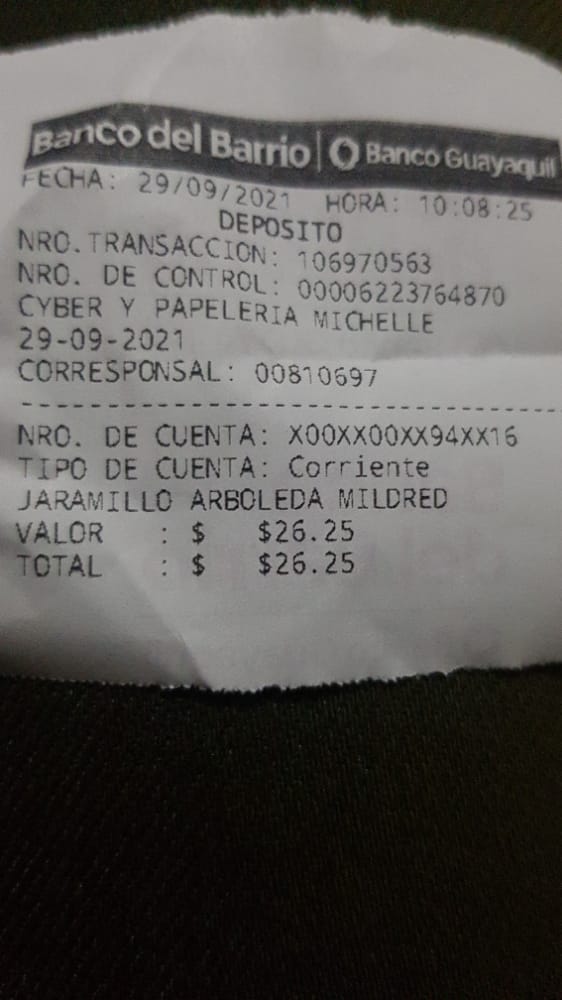 Banco del Barrio | Banco Guayaquil
FECHA: 29/09/2021 HORA: 10:08:25
DEPOSITO
NRO.TRANSACCION: 106970563
NRO. DE CONTROL: 00006223764870
CYBER Y PAPELERIA MICHELLE
29-09-2021
CORRESPONSAL: 00810697
NRO. DE CUENTA: X00XX00XX94XX16
TIPO DE CUENTA: Corriente
JARAMILLO ARBOLEDA MILDRED
VALOR : $ $26.25
TOTAL : $ $26.25